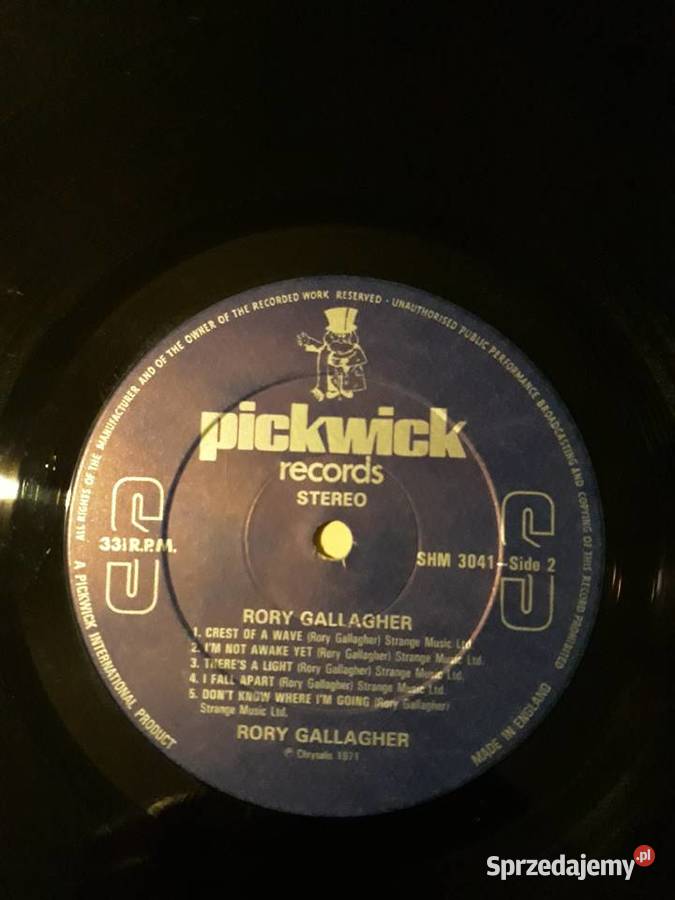 ALL RIGHTS OF THE MANUFACTURER AND OF THE OWNER OF THE RECORDED WORK RESERVED - UNAUTHORISED PUBLIC PERFORMANCE BROADCASTING AND COPYING OF THIS RECORD PROHIBITED
pickwick
records
STEREO
33⅓ R.P.M.
SHM 3041-Side 2
RORY GALLAGHER
1. CREST OF A WAVE (Rory Gallagher) Strange Music Ltd
2. I'M NOT AWAKE YET (Rory Gallagher) Strange Music Ltd.
3. THERE'S A LIGHT (Rory Gallagher) Strange Music Ltd.
4. I FALL APART (Rory Gallagher) Strange Music Ltd.
5. DON'T KNOW WHERE I'M GOING (Rory Gallagher)
Strange Music Ltd.
RORY GALLAGHER
℗ Chrysalis 1971
A PICKWICK INTERNATIONAL PRODUCT
MADE IN ENGLAND
Sprzedajemy.pl